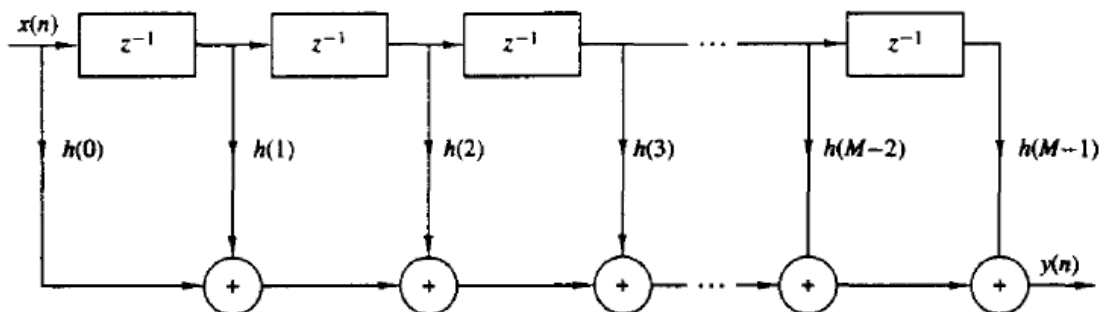 x(n)
z⁻¹ z⁻¹ z⁻¹ ... z⁻¹
h(0) h(1) h(2) h(3) h(M−2) h(M−1)
+ + + ... + +
y(n)